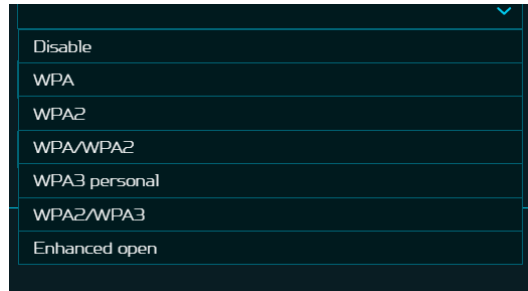 Disable
WPA
WPA2
WPA/WPA2
WPA3 personal
WPA2/WPA3
Enhanced open